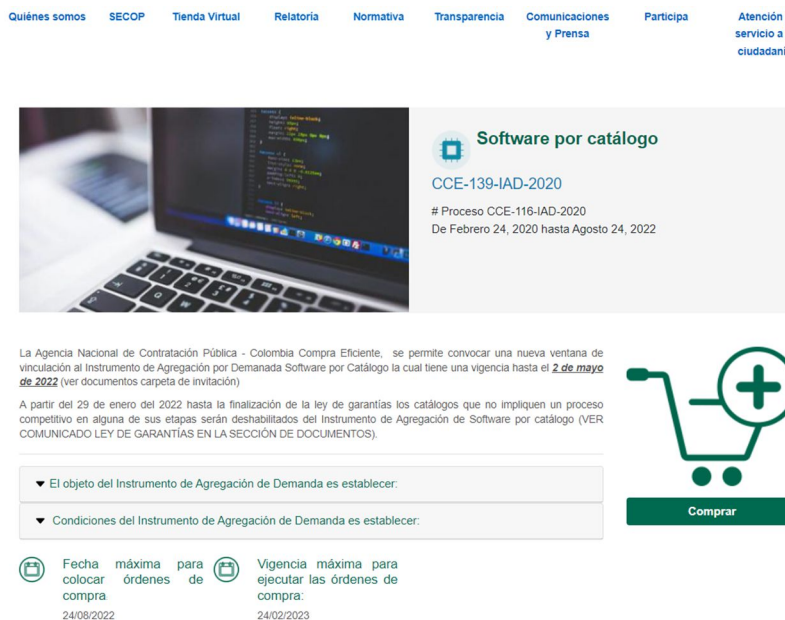 Quiénes somos SECOP Tienda Virtual Relatoría Normativa Transparencia Comunicaciones y Prensa Participa Atención servicio a ciudadaní
Software por catálogo
CCE-139-IAD-2020
# Proceso CCE-116-IAD-2020
De Febrero 24, 2020 hasta Agosto 24, 2022
La Agencia Nacional de Contratación Pública - Colombia Compra Eficiente, se permite convocar una nueva ventana de
vinculación al Instrumento de Agregación por Demanada Software por Catálogo la cual tiene una vigencia hasta el 2 de mayo
de 2022 (ver documentos carpeta de invitación)
A partir del 29 de enero del 2022 hasta la finalización de la ley de garantías los catálogos que no impliquen un proceso
competitivo en alguna de sus etapas serán deshabilitados del Instrumento de Agregación de Software por catálogo (VER
COMUNICADO LEY DE GARANTÍAS EN LA SECCIÓN DE DOCUMENTOS).
El objeto del Instrumento de Agregación de Demanda es establecer:
Condiciones del Instrumento de Agregación de Demanda es establecer:
Comprar
Fecha máxima para
colocar órdenes de
compra
24/08/2022
Vigencia máxima para
ejecutar las órdenes de
compra:
24/02/2023